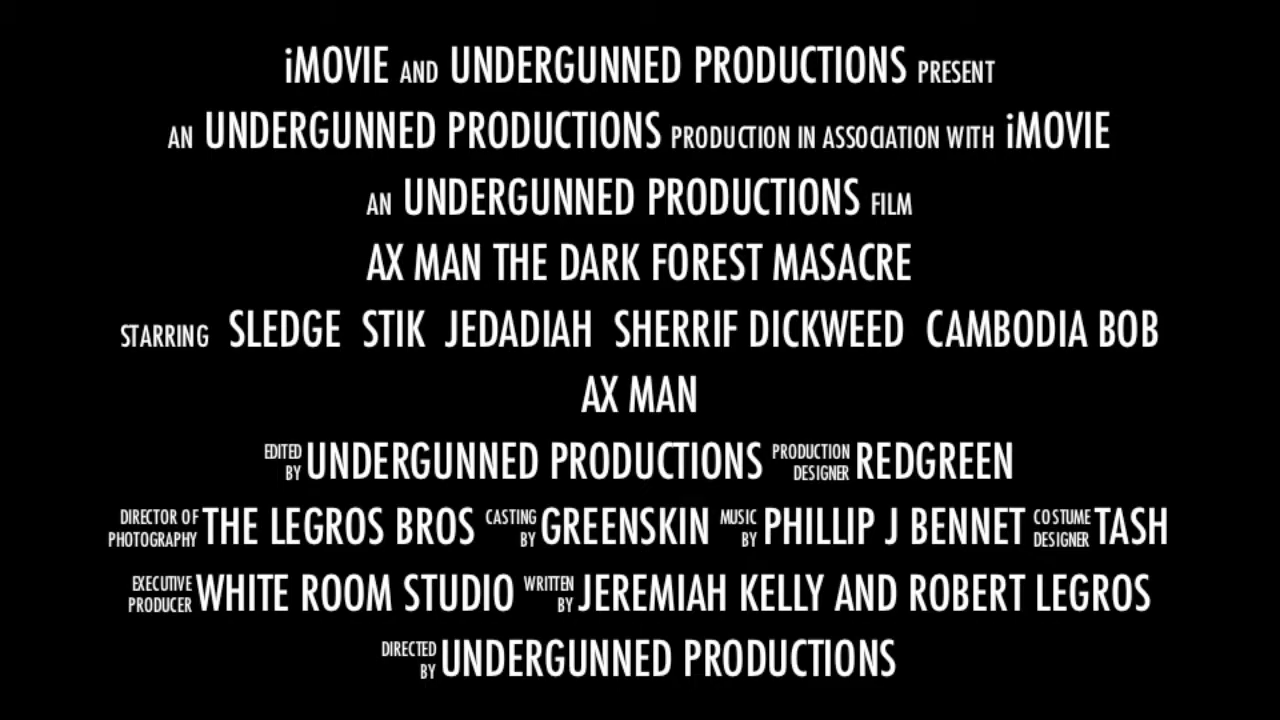 iMOVIE AND UNDERGUNNED PRODUCTIONS PRESENT
AN UNDERGUNNED PRODUCTIONS PRODUCTION IN ASSOCIATION WITH iMOVIE
AN UNDERGUNNED PRODUCTIONS FILM
AX MAN THE DARK FOREST MASACRE
STARRING SLEDGE STIK JEDADIAH SHERRIF DICKWEED CAMBODIA BOB
AX MAN
EDITED BY UNDERGUNNED PRODUCTIONS PRODUCTION DESIGNER REDGREEN
DIRECTOR OF PHOTOGRAPHY THE LEGROS BROS CASTING BY GREENSKIN MUSIC BY PHILLIP J BENNET COSTUME DESIGNER TASH
EXECUTIVE PRODUCER WHITE ROOM STUDIO WRITTEN BY JEREMIAH KELLY AND ROBERT LEGROS
DIRECTED BY UNDERGUNNED PRODUCTIONS